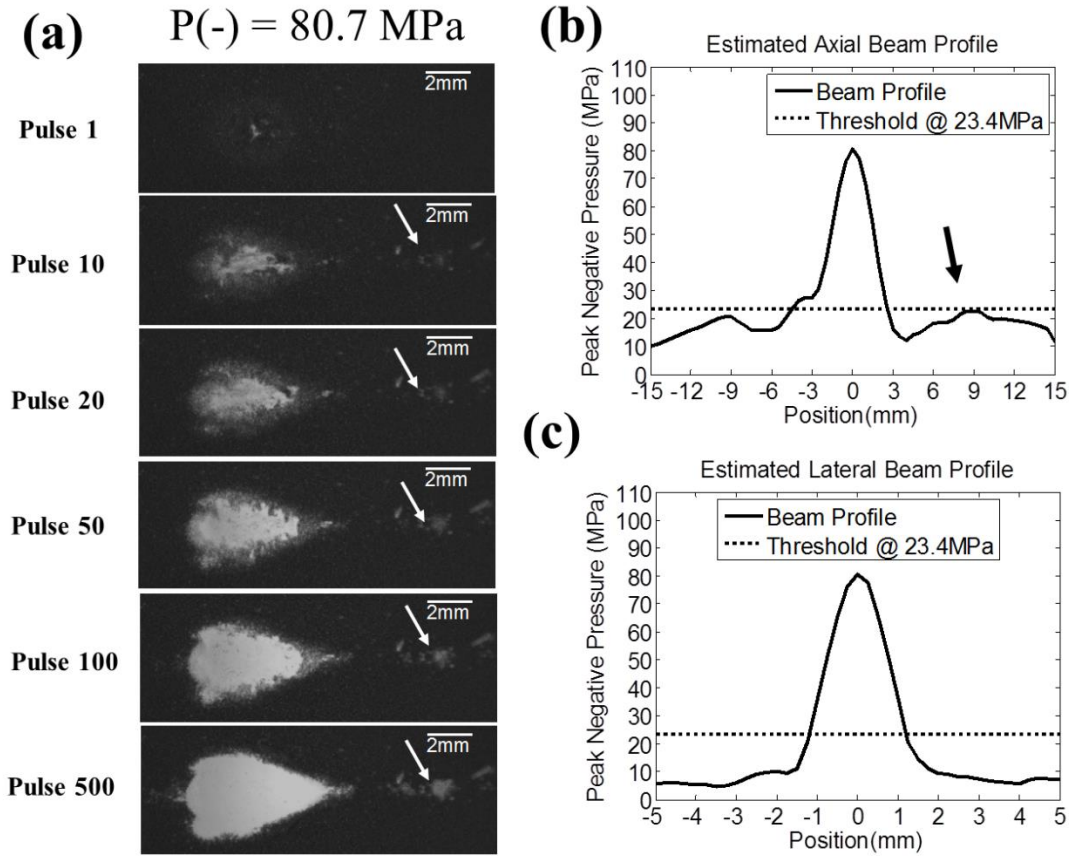 (a)
P(-) = 80.7 MPa
Pulse 1
2mm
Pulse 10
2mm
Pulse 20
2mm
Pulse 50
2mm
Pulse 100
2mm
Pulse 500
2mm
(b)
Estimated Axial Beam Profile
Peak Negative Pressure (MPa)
110
100
90
80
70
60
50
40
30
20
10
0
Beam Profile
Threshold @ 23.4MPa
-15 -12 -9 -6 -3 0 3 6 9 12 15
Position(mm)
(c)
Estimated Lateral Beam Profile
Peak Negative Pressure (MPa)
110
100
90
80
70
60
50
40
30
20
10
0
Beam Profile
Threshold @ 23.4MPa
-5 -4 -3 -2 -1 0 1 2 3 4 5
Position(mm)